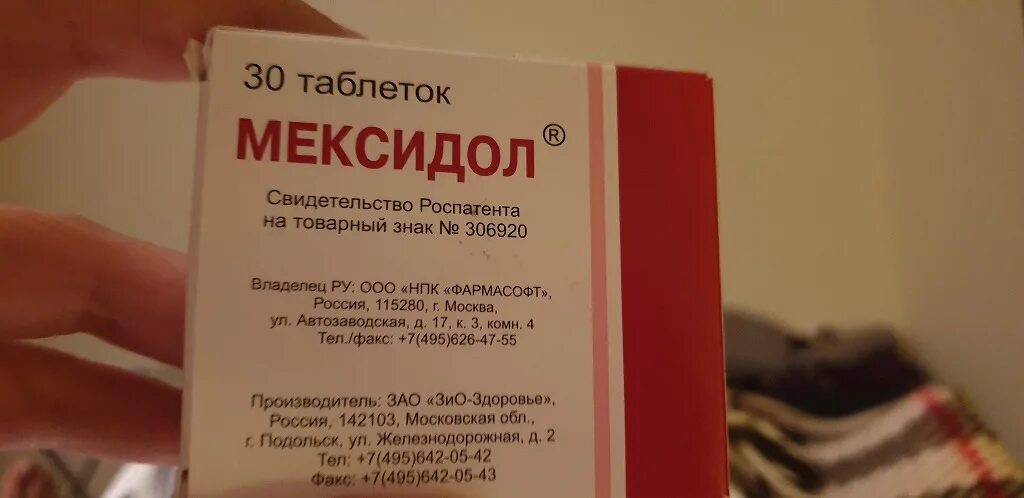 30 таблеток
МЕКСИДОЛ®
Свидетельство Роспатента
на товарный знак № 306920
Владелец РУ: ООО «НПК «ФАРМАСОФТ»,
Россия, 115280, г. Москва,
ул. Автозаводская, д. 17, к. 3, комн. 4
Тел./факс: +7(495)626-47-55
Производитель: ЗАО «ЗиО-Здоровье»,
Россия, 142103, Московская обл.,
г. Подольск, ул. Железнодорожная, д. 2
Тел: +7(495)642-05-42
Факс: +7(495)642-05-43